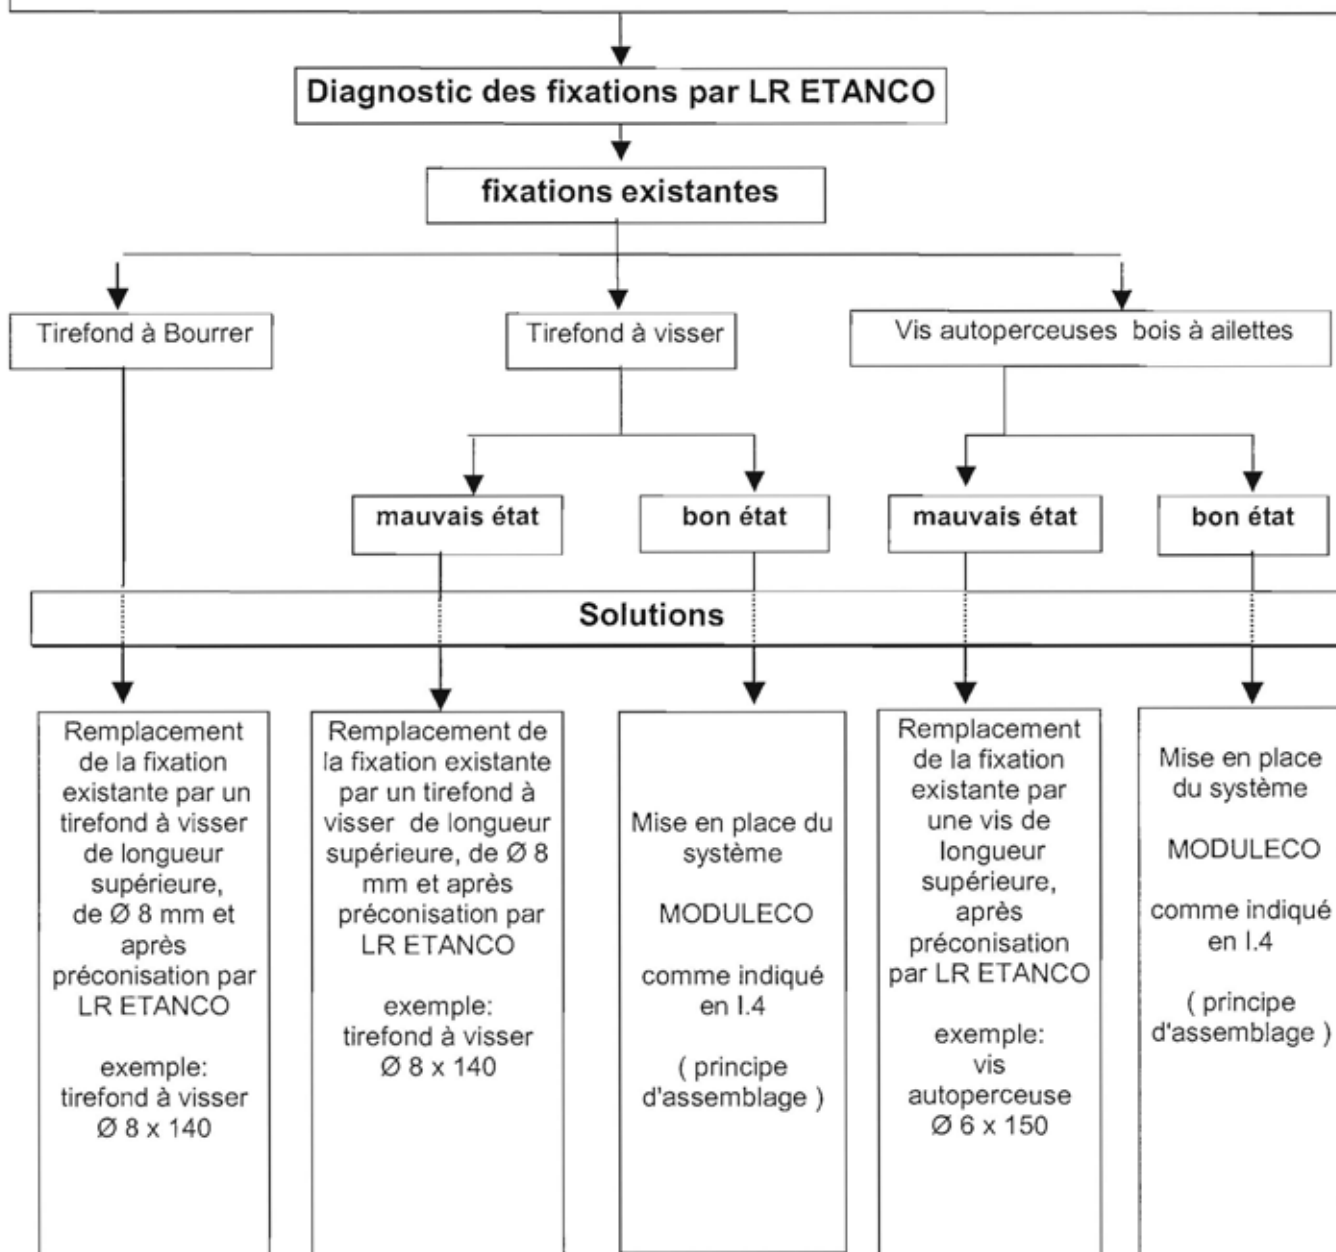 Diagnostic des fixations par LR ETANCO
fixations existantes
Tirefond à Bourrer
Tirefond à visser
Vis autoperceuses bois à ailettes
mauvais état
bon état
mauvais état
bon état
Solutions
Remplacement
de la fixation
existante par un
tirefond à visser
de longueur
supérieure,
de Ø 8 mm et
après
préconisation par
LR ETANCO
exemple:
tirefond à visser
Ø 8 x 140
Remplacement de
la fixation existante
par un tirefond à
visser de longueur
supérieure, de Ø 8
mm et après
préconisation par
LR ETANCO
exemple:
tirefond à visser
Ø 8 x 140
Mise en place du
système
MODULECO
comme indiqué
en I.4
( principe
d'assemblage )
Remplacement
de la fixation
existante par
une vis de
longueur
supérieure,
après
préconisation
par LR ETANCO
exemple:
vis
autoperceuse
Ø 6 x 150
Mise en place
du système
MODULECO
comme indiqué
en I.4
( principe
d'assemblage )